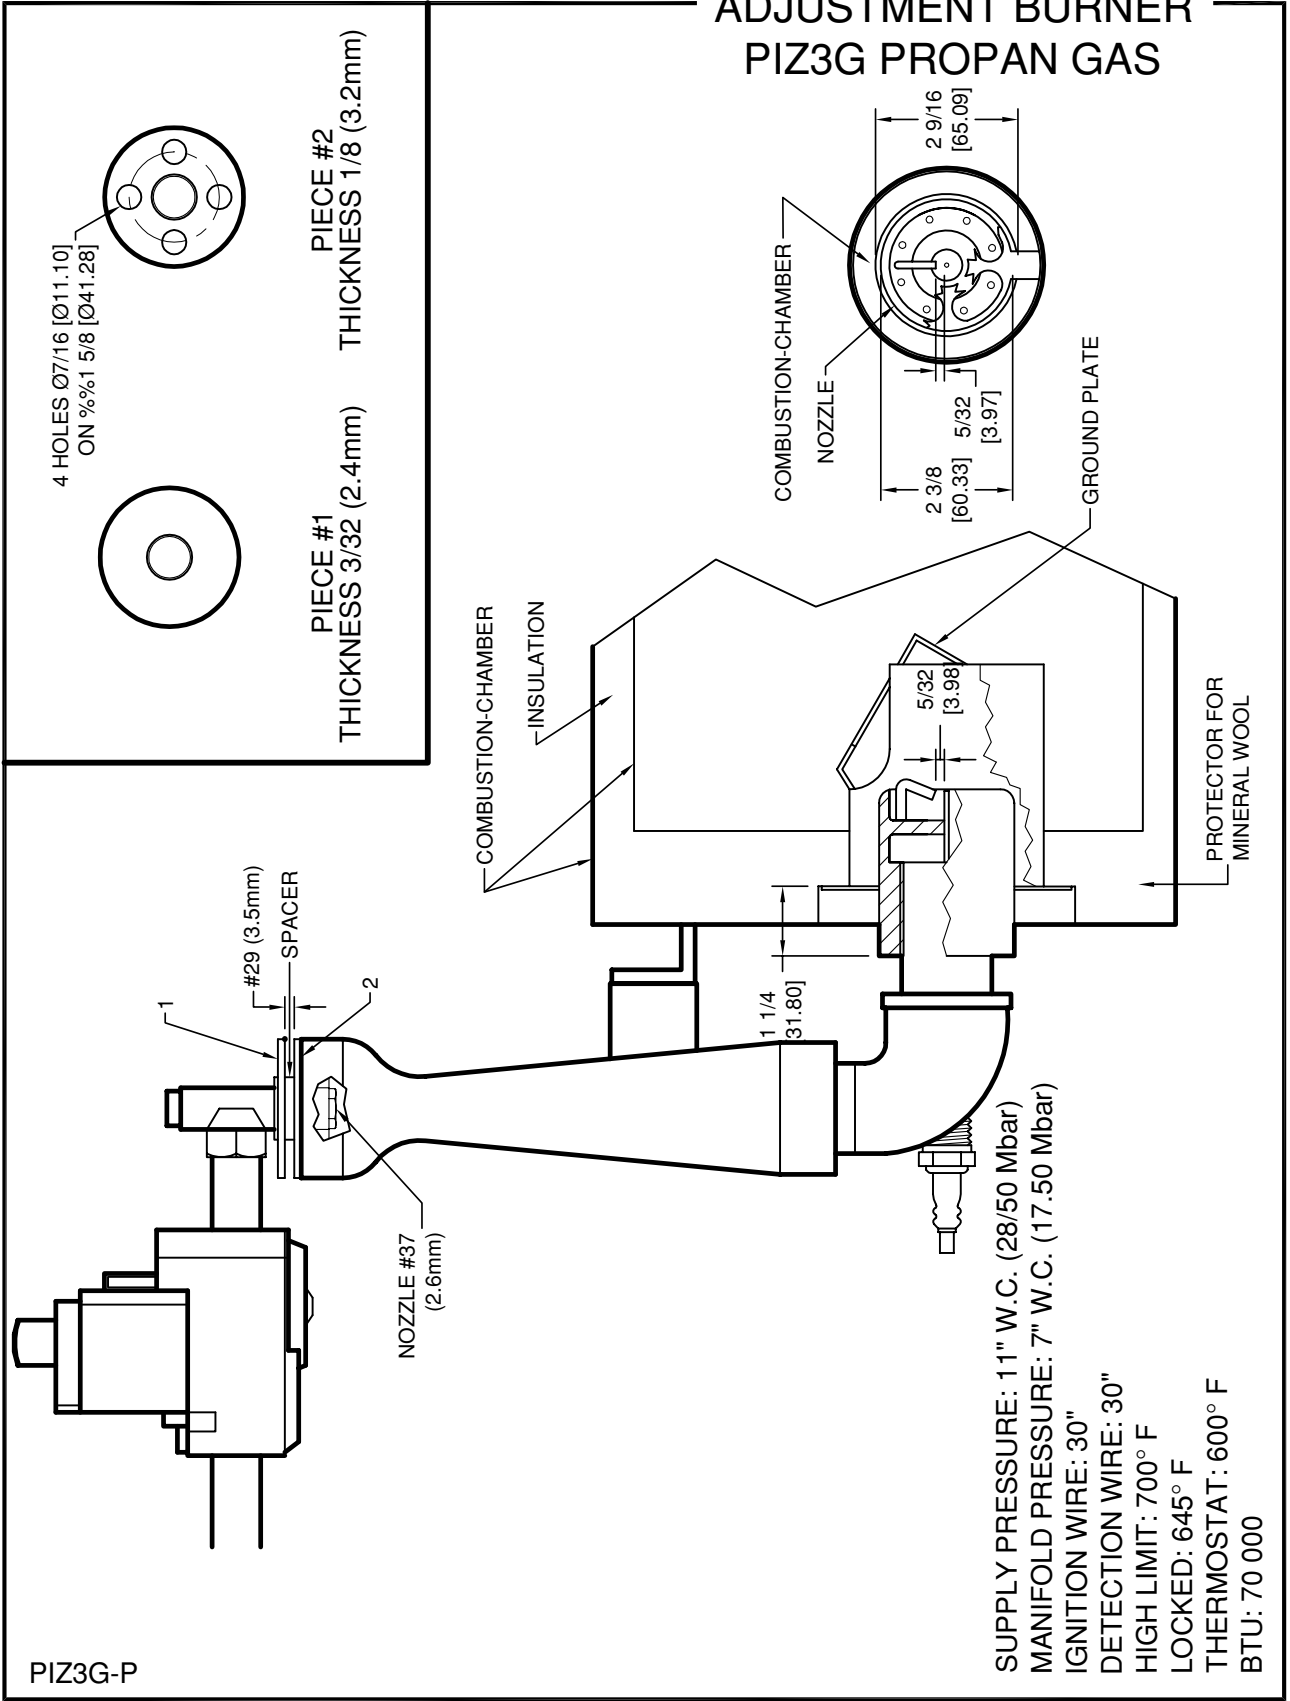 ADJUSTMENT BURNER
PIZ3G PROPAN GAS
4 HOLES Ø7/16 [Ø11.10]
ON %%1 5/8 [Ø41.28]
PIECE #1
THICKNESS 3/32 (2.4mm)
PIECE #2
THICKNESS 1/8 (3.2mm)
2 9/16
[65.09]
COMBUSTION-CHAMBER
NOZZLE
5/32
[3.97]
2 3/8
[60.33]
GROUND PLATE
COMBUSTION-CHAMBER
INSULATION
5/32
[3.98]
PROTECTOR FOR
MINERAL WOOL
1
#29 (3.5mm)
SPACER
2
1 1/4
[31.80]
NOZZLE #37
(2.6mm)
SUPPLY PRESSURE: 11" W.C. (28/50 Mbar)
MANIFOLD PRESSURE: 7" W.C. (17.50 Mbar)
IGNITION WIRE: 30"
DETECTION WIRE: 30"
HIGH LIMIT: 700° F
LOCKED: 645° F
THERMOSTAT: 600° F
BTU: 70 000
PIZ3G-P